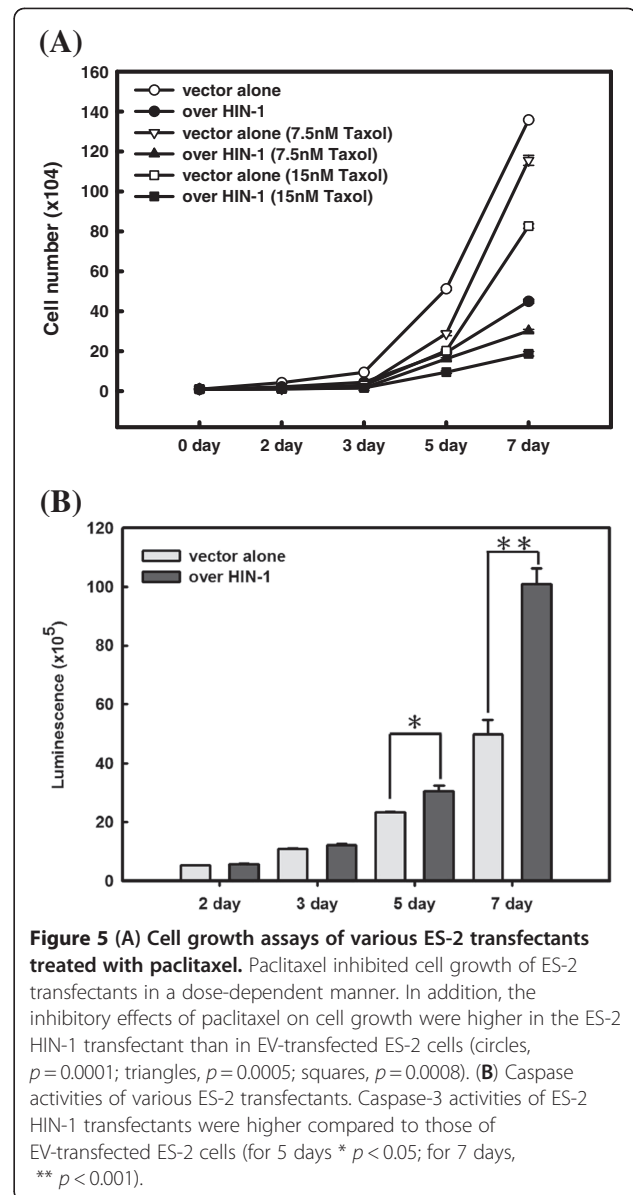 (A)
160
140
120
100
80
60
40
20
0
Cell number (x104)
vector alone
over HIN-1
vector alone (7.5nM Taxol)
over HIN-1 (7.5nM Taxol)
vector alone (15nM Taxol)
over HIN-1 (15nM Taxol)
0 day 2 day 3 day 5 day 7 day
(B)
120
100
80
60
40
20
0
Luminescence (x10⁵)
vector alone
over HIN-1
*
**
2 day 3 day 5 day 7 day
Figure 5 (A) Cell growth assays of various ES-2 transfectants
treated with paclitaxel. Paclitaxel inhibited cell growth of ES-2
transfectants in a dose-dependent manner. In addition, the
inhibitory effects of paclitaxel on cell growth were higher in the ES-2
HIN-1 transfectant than in EV-transfected ES-2 cells (circles,
p = 0.0001; triangles, p = 0.0005; squares, p = 0.0008). (B) Caspase
activities of various ES-2 transfectants. Caspase-3 activities of ES-2
HIN-1 transfectants were higher compared to those of
EV-transfected ES-2 cells (for 5 days * p < 0.05; for 7 days,
** p < 0.001).